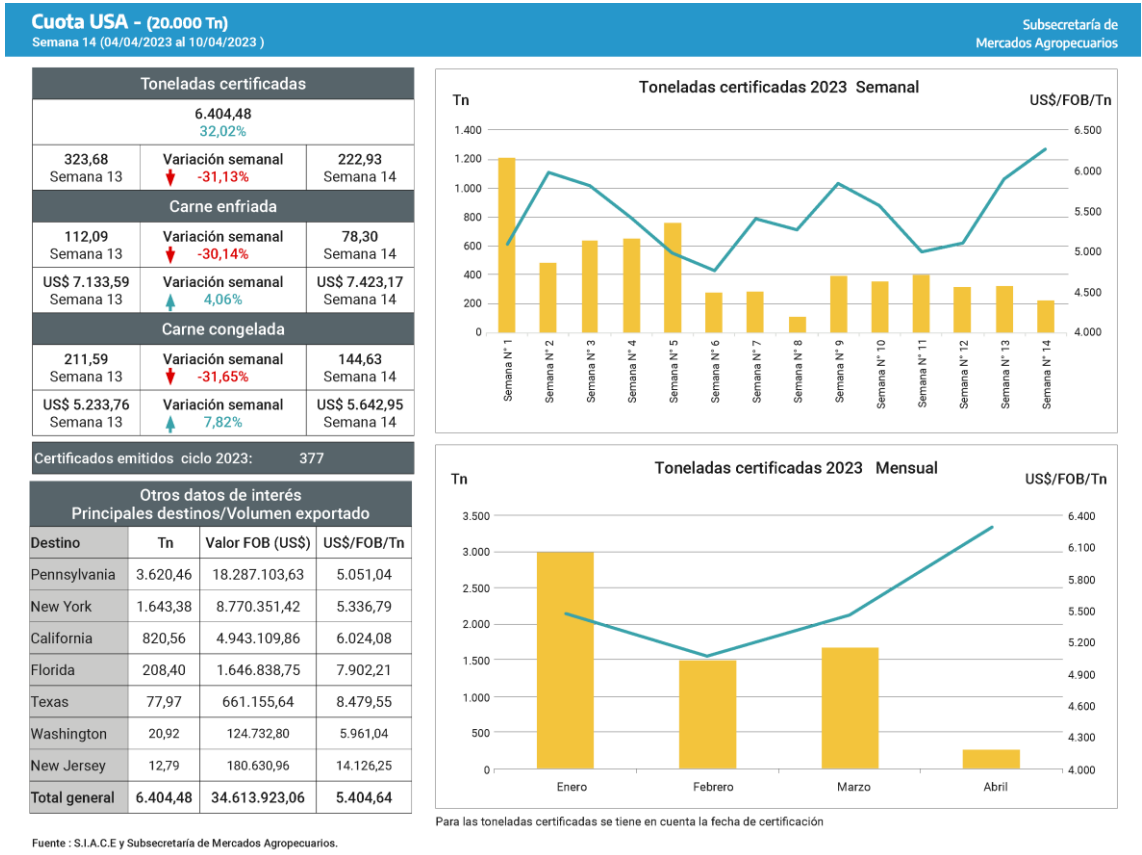 Cuota USA - (20.000 Tn)
Semana 14 (04/04/2023 al 10/04/2023 )
Subsecretaría de
Mercados Agropecuarios
Toneladas certificadas
6.404,48
32,02%
323,68 Variación semanal 222,93
Semana 13 -31,13% Semana 14
Carne enfriada
112,09 Variación semanal 78,30
Semana 13 -30,14% Semana 14
US$ 7.133,59 Variación semanal US$ 7.423,17
Semana 13 4,06% Semana 14
Carne congelada
211,59 Variación semanal 144,63
Semana 13 -31,65% Semana 14
US$ 5.233,76 Variación semanal US$ 5.642,95
Semana 13 7,82% Semana 14
Certificados emitidos ciclo 2023: 377
Otros datos de interés
Principales destinos/Volumen exportado
Destino Tn Valor FOB (US$) US$/FOB/Tn
Pennsylvania 3.620,46 18.287.103,63 5.051,04
New York 1.643,38 8.770.351,42 5.336,79
California 820,56 4.943.109,86 6.024,08
Florida 208,40 1.646.838,75 7.902,21
Texas 77,97 661.155,64 8.479,55
Washington 20,92 124.732,80 5.961,04
New Jersey 12,79 180.630,96 14.126,25
Total general 6.404,48 34.613.923,06 5.404,64
Fuente : S.I.A.C.E y Subsecretaría de Mercados Agropecuarios.
Toneladas certificadas 2023 Semanal
Tn US$/FOB/Tn
1.400
1.200
1.000
800
600
400
200
0
6.500
6.000
5.500
5.000
4.500
4.000
Semana N° 1
Semana N° 2
Semana N° 3
Semana N° 4
Semana N° 5
Semana N° 6
Semana N° 7
Semana N° 8
Semana N° 9
Semana N° 10
Semana N° 11
Semana N° 12
Semana N° 13
Semana N° 14
Toneladas certificadas 2023 Mensual
Tn US$/FOB/Tn
3.500
3.000
2.500
2.000
1.500
1.000
500
0
6.400
6.100
5.800
5.500
5.200
4.900
4.600
4.300
4.000
Enero Febrero Marzo Abril
Para las toneladas certificadas se tiene en cuenta la fecha de certificación